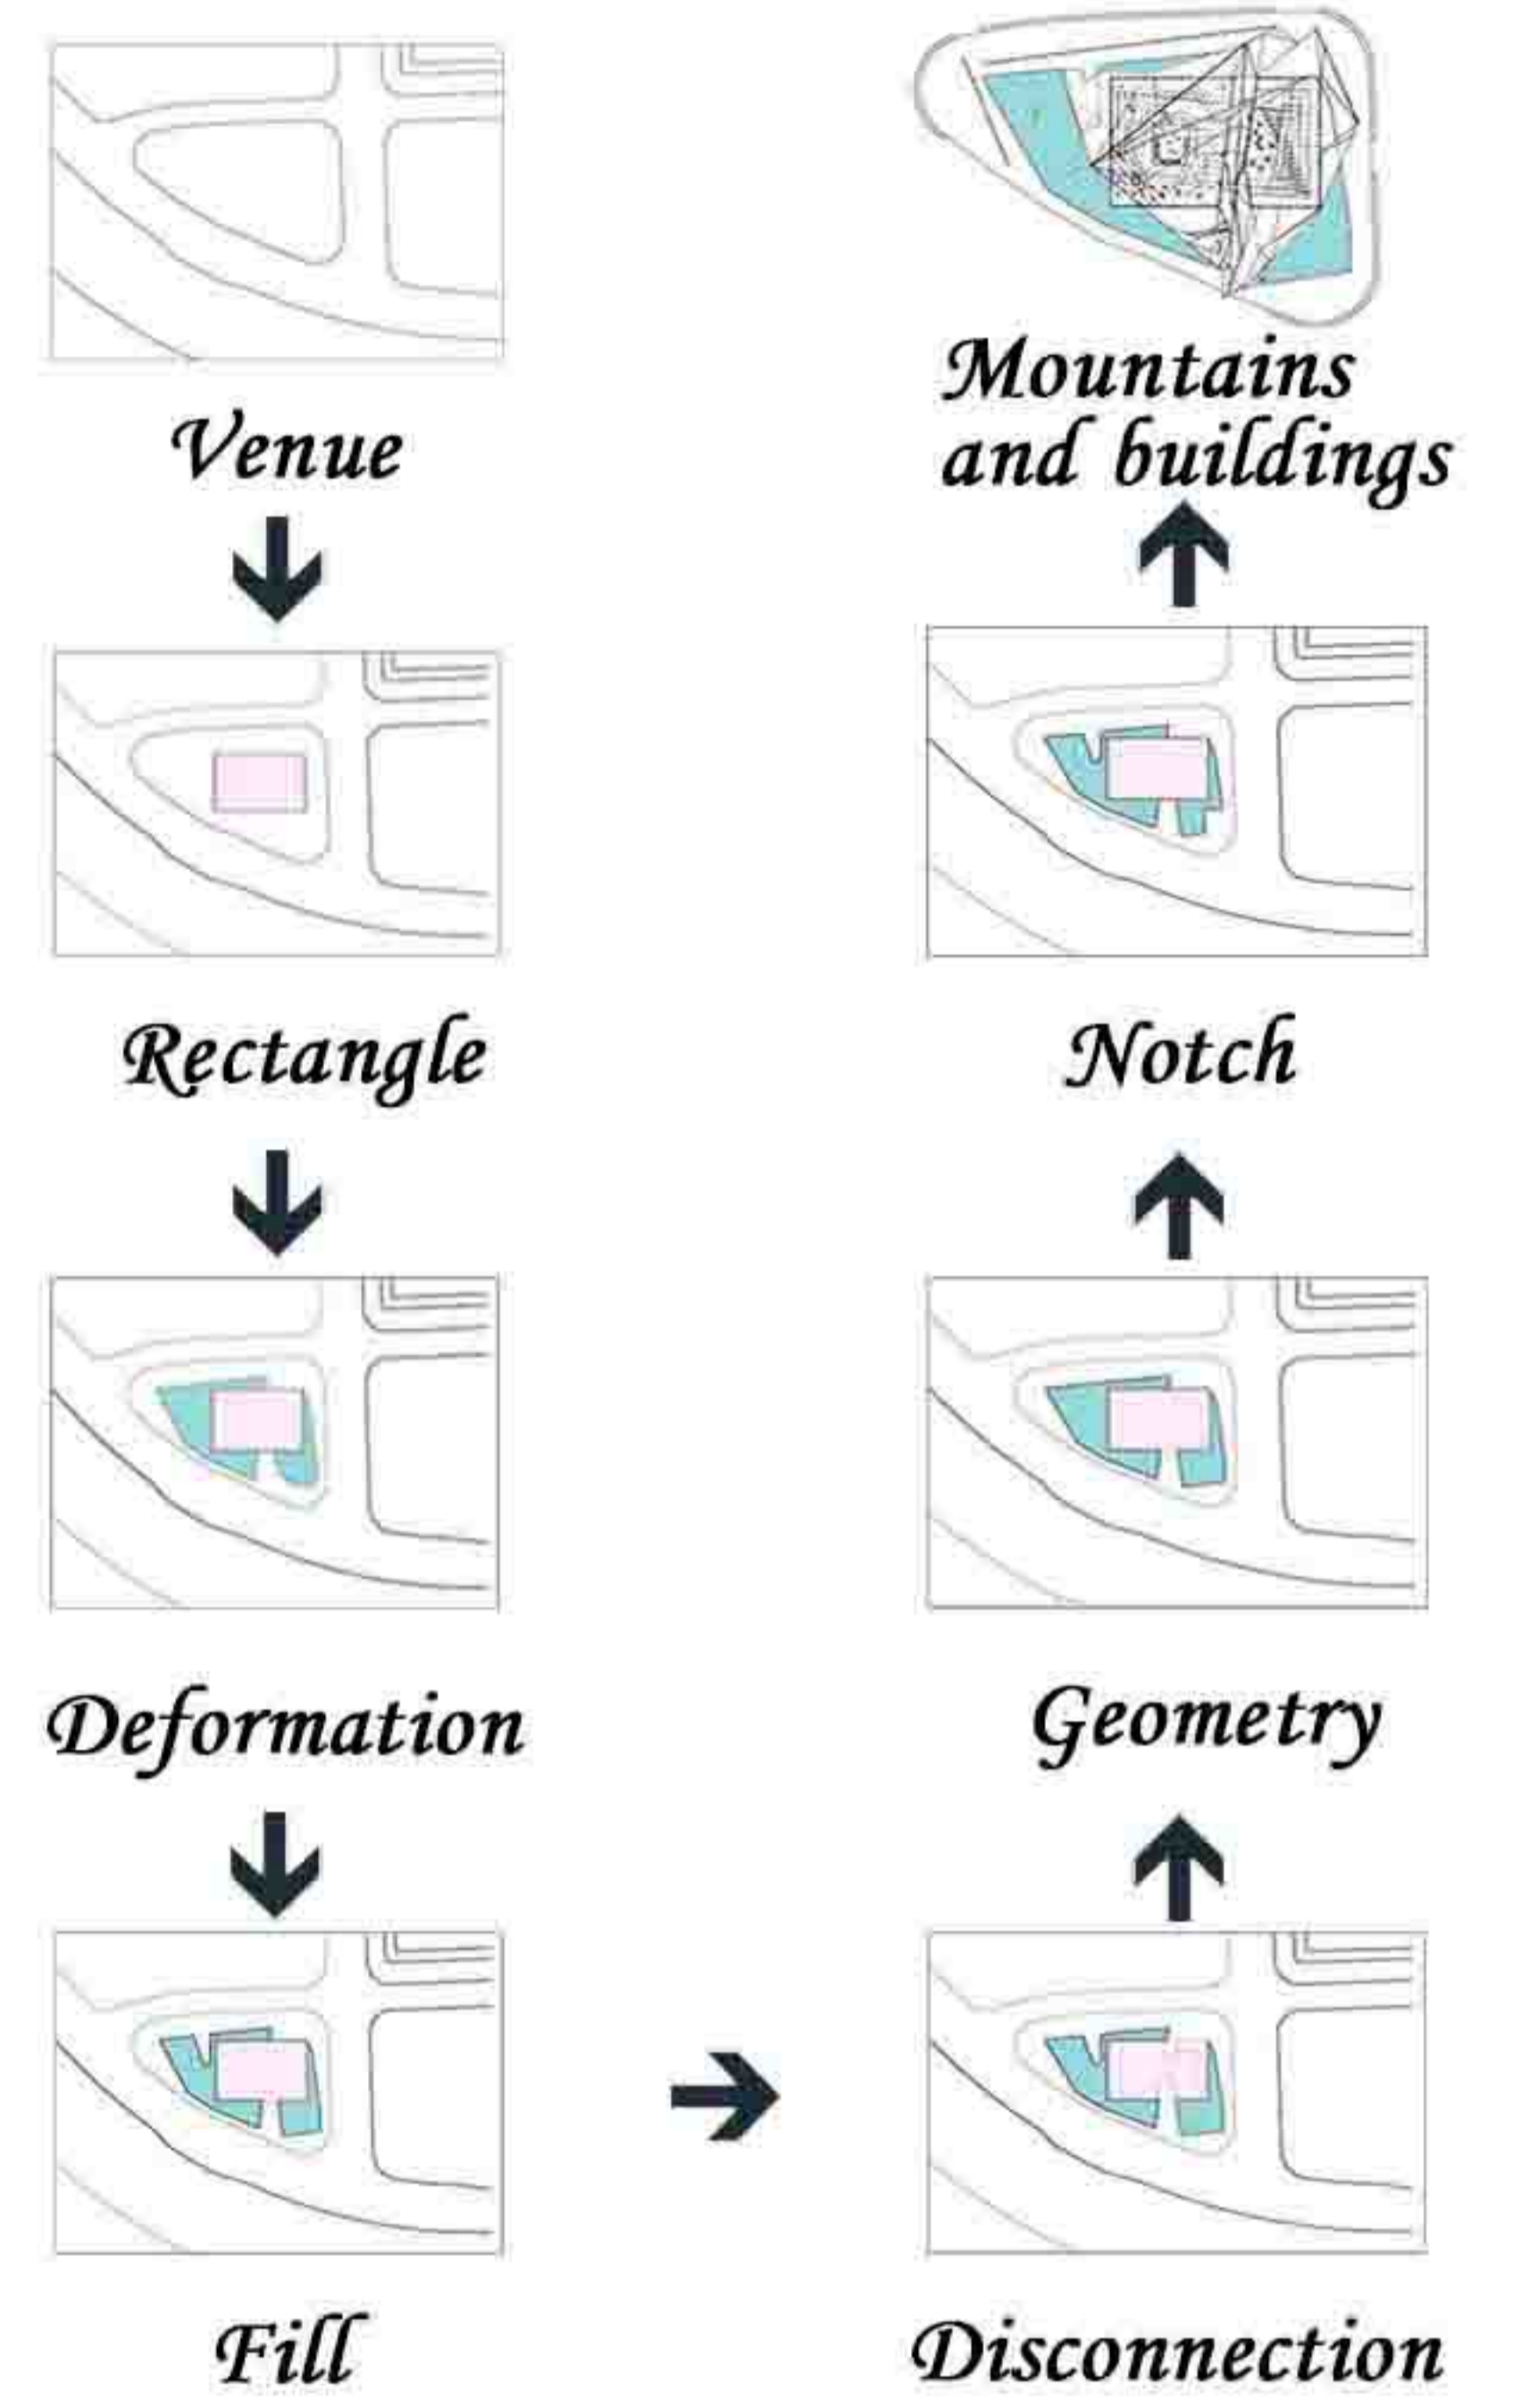 Venue
Rectangle
Deformation
Fill
Disconnection
Geometry
Notch
Mountains
and buildings